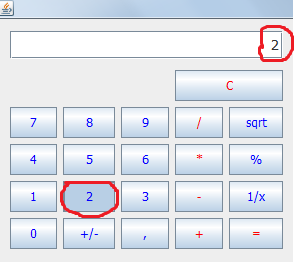 2
C
7 8 9 / sqrt
4 5 6 * %
1 2 3 - 1/x
0 +/- , + =